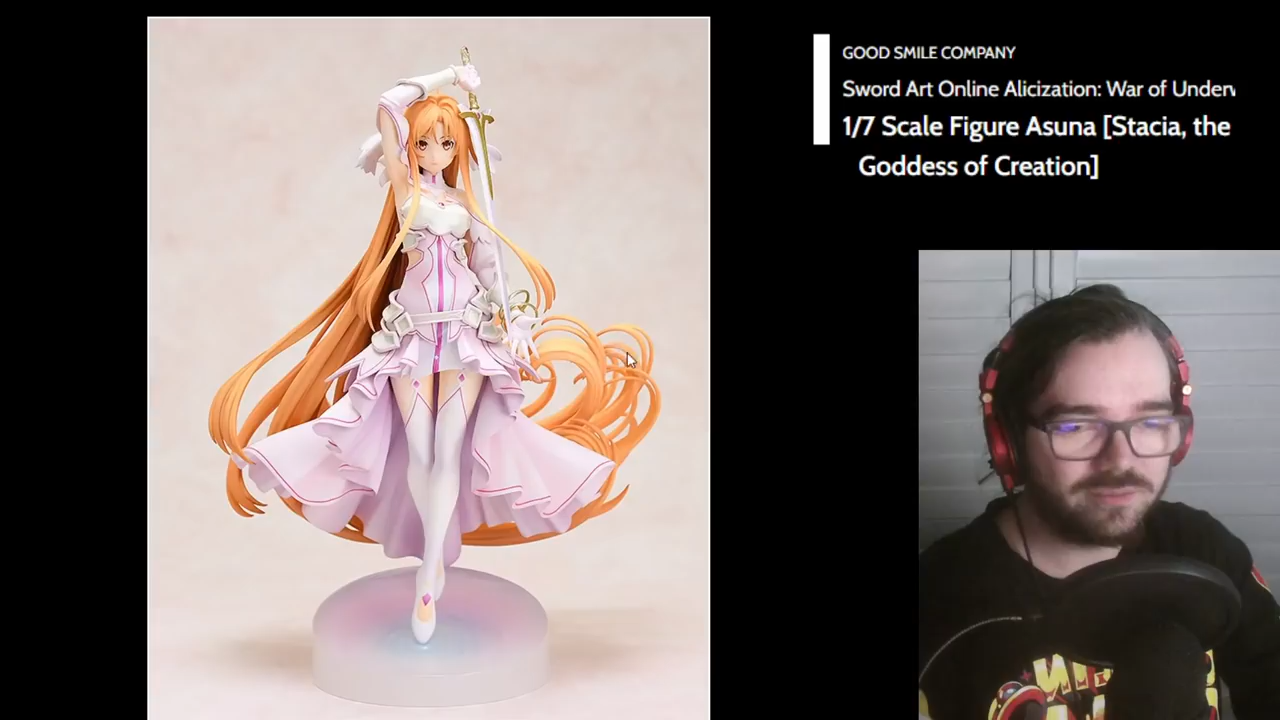 GOOD SMILE COMPANY
Sword Art Online Alicization: War of
1/7 Scale Figure Asuna [Stacia, the
Goddess of Creation]